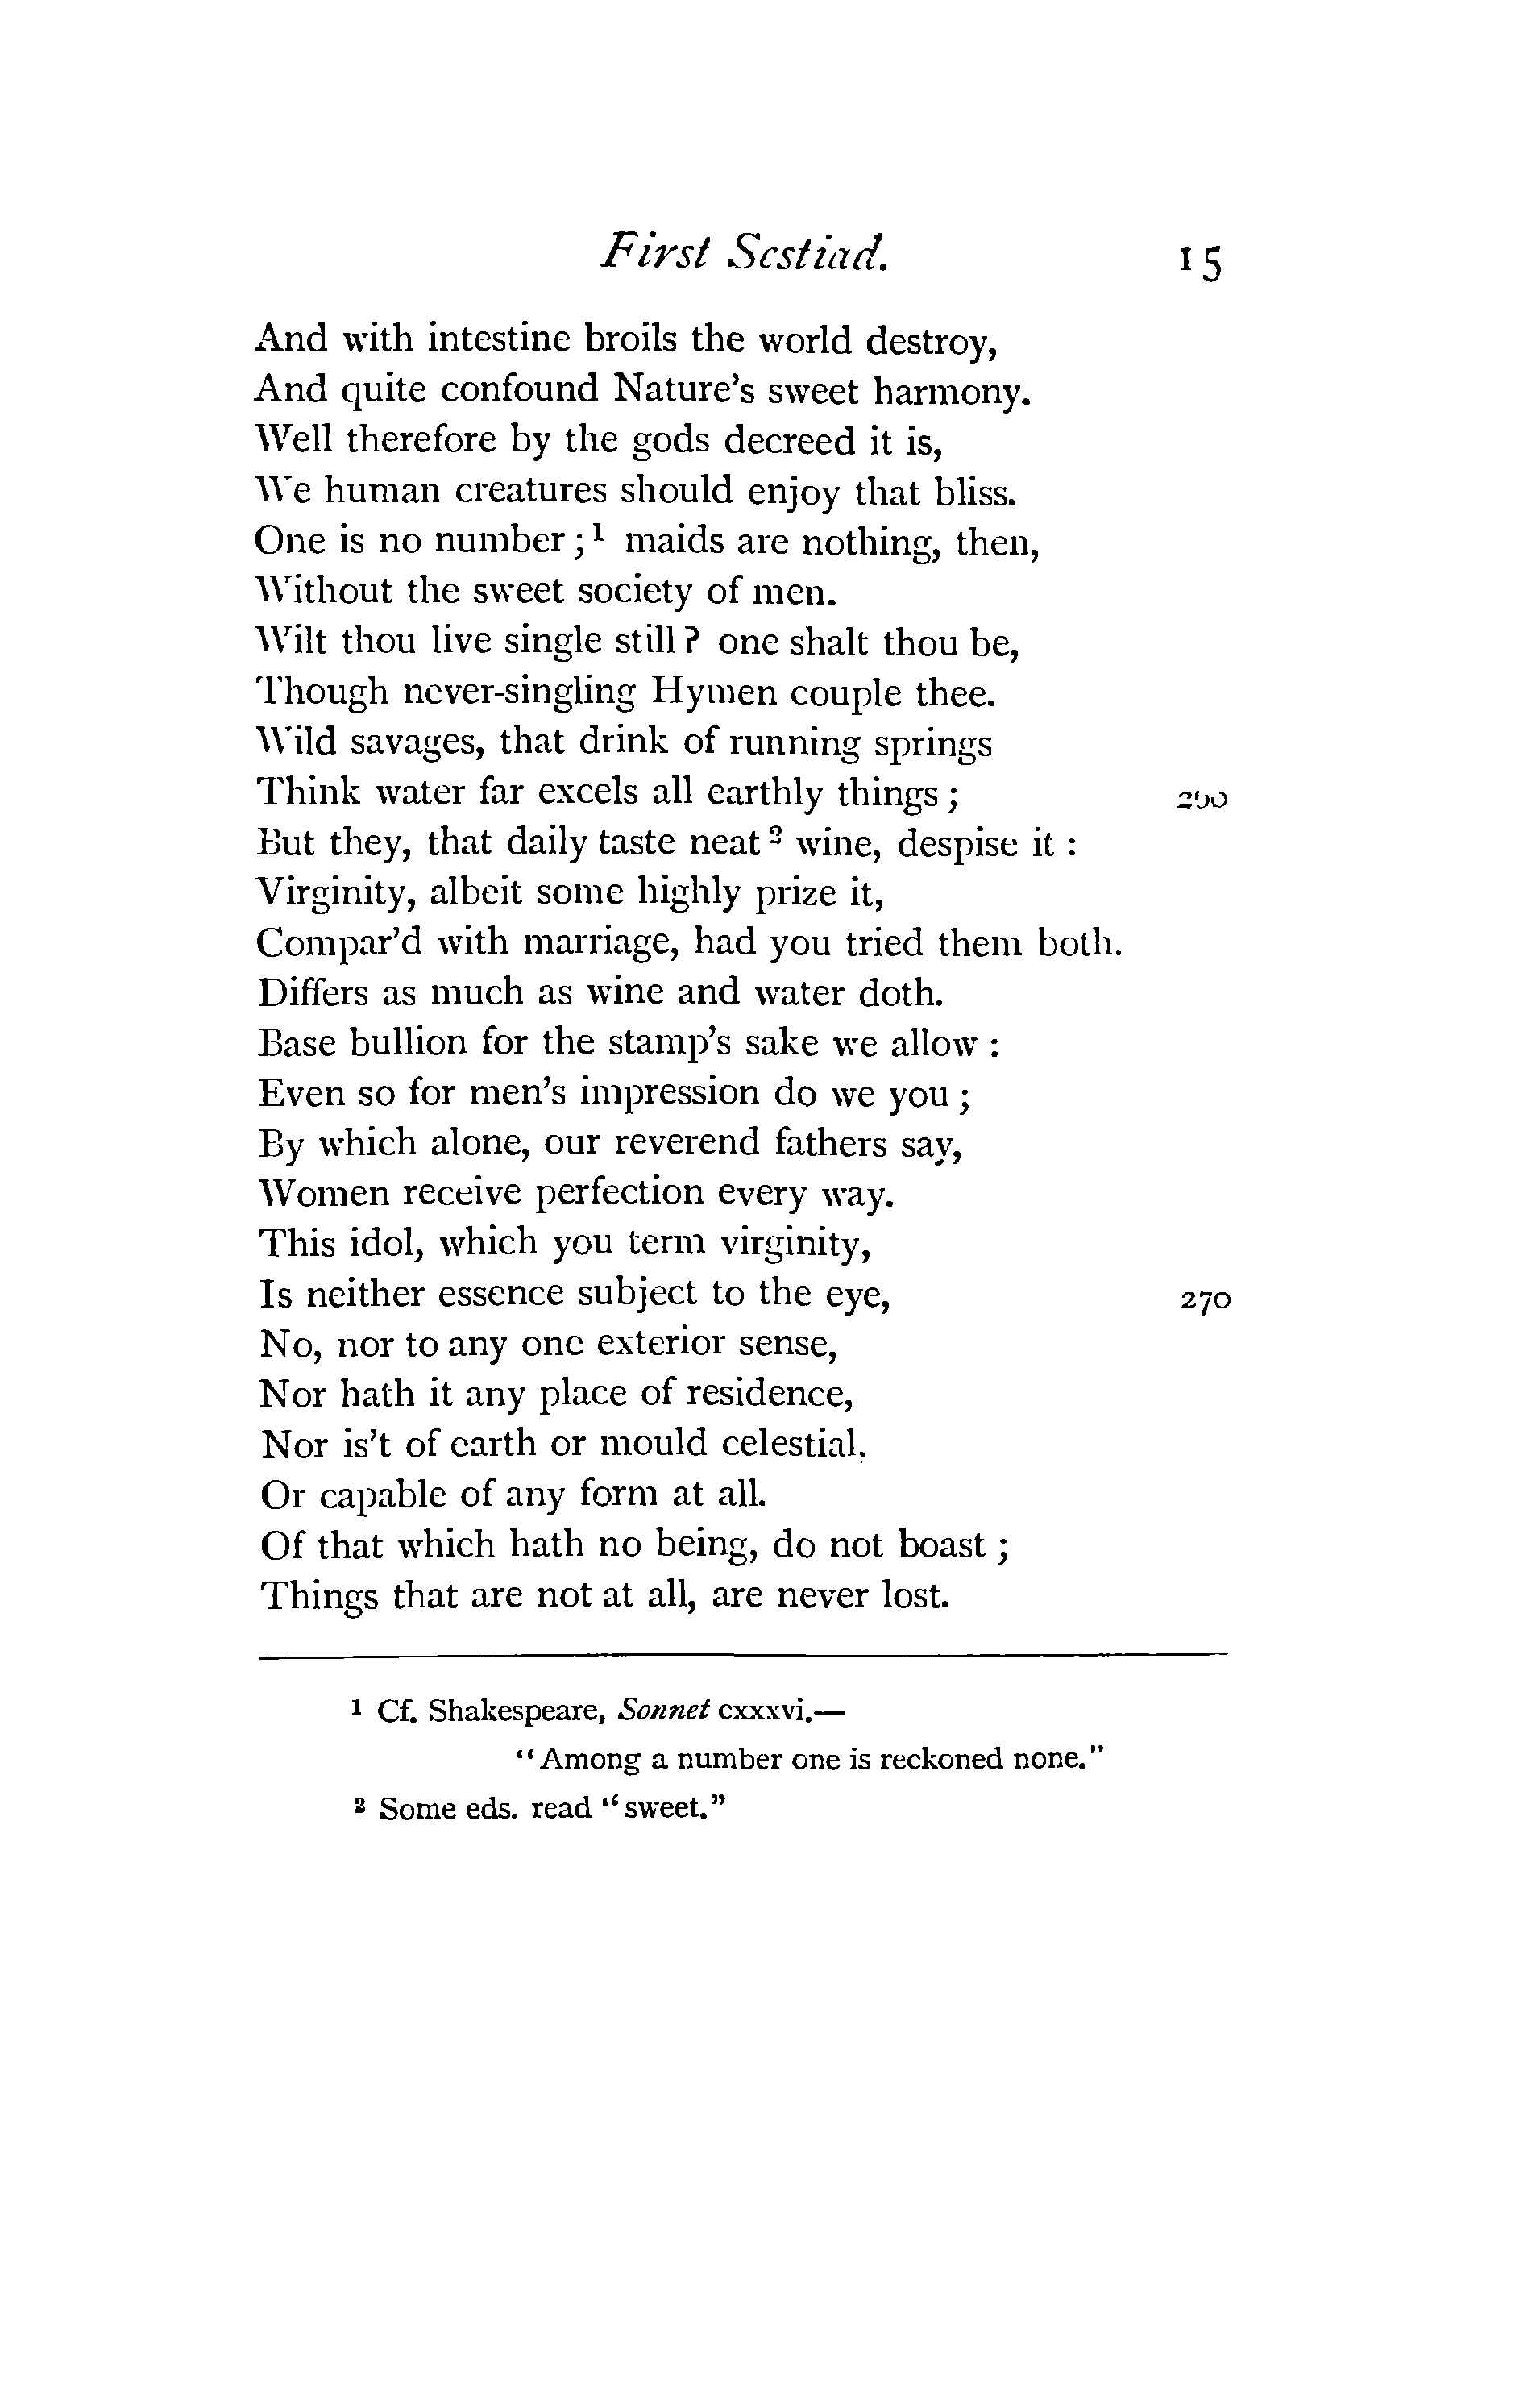 First Sestiad. 15
And with intestine broils the world destroy,
And quite confound Nature’s sweet harmony.
Well therefore by the gods decreed it is,
We human creatures should enjoy that bliss.
One is no number;¹ maids are nothing, then,
Without the sweet society of men.
Wilt thou live single still? one shalt thou be,
Though never-singling Hymen couple thee.
Wild savages, that drink of running springs
Think water far excels all earthly things; 260
But they, that daily taste neat² wine, despise it:
Virginity, albeit some highly prize it,
Compar’d with marriage, had you tried them both.
Differs as much as wine and water doth.
Base bullion for the stamp’s sake we allow:
Even so for men’s impression do we you;
By which alone, our reverend fathers say,
Women receive perfection every way.
This idol, which you term virginity,
Is neither essence subject to the eye, 270
No, nor to any one exterior sense,
Nor hath it any place of residence,
Nor is’t of earth or mould celestial,
Or capable of any form at all.
Of that which hath no being, do not boast;
Things that are not at all, are never lost.
¹ Cf. Shakespeare, Sonnet cxxxvi.—
“Among a number one is reckoned none.”
² Some eds. read “sweet.”